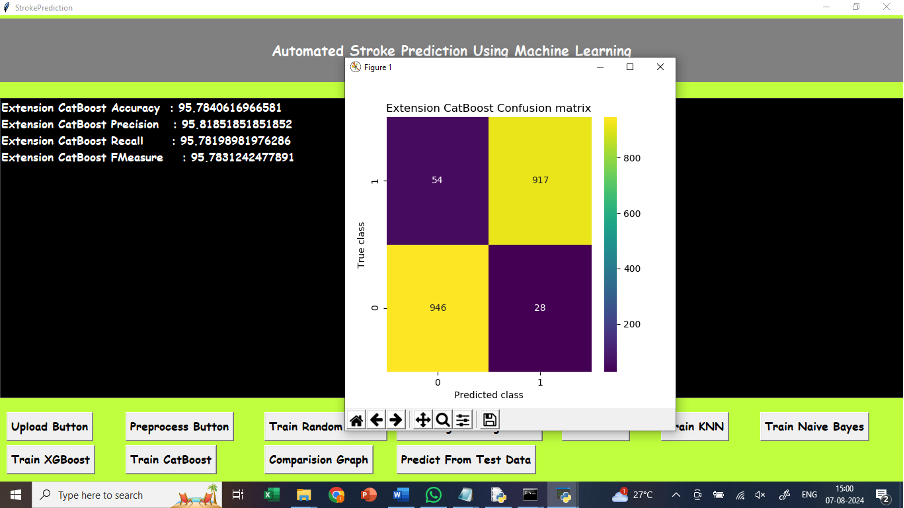 StrokePrediction
Automated Stroke Prediction Using Machine Learning
Figure 1
Extension CatBoost Accuracy : 95.7840616966581
Extension CatBoost Precision : 95.81851851851852
Extension CatBoost Recall : 95.78198981976286
Extension CatBoost FMeasure : 95.7831242477891
Extension CatBoost Confusion matrix
True class
1
0
54
917
946
28
0
1
Predicted class
800
600
400
200
Upload Button
Preprocess Button
Train Random
Train KNN
Train Naive Bayes
Train XGBoost
Train CatBoost
Comparision Graph
Predict From Test Data
Type here to search
1
27°C
ENG
15:00
07-08-2024
2